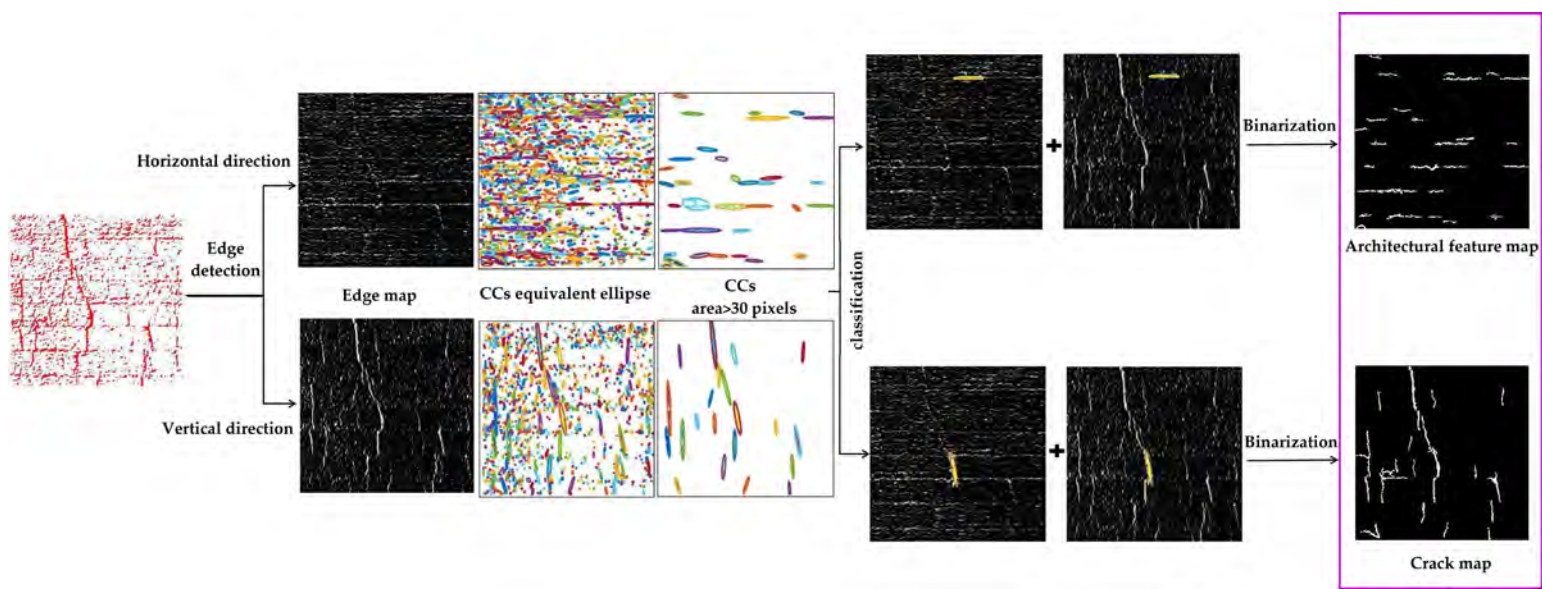 Horizontal direction
Edge
detection
Vertical direction
Edge map
CCs equivalent ellipse
CCs
area>30 pixels
classification
Binarization
Architectural feature map
Binarization
Crack map